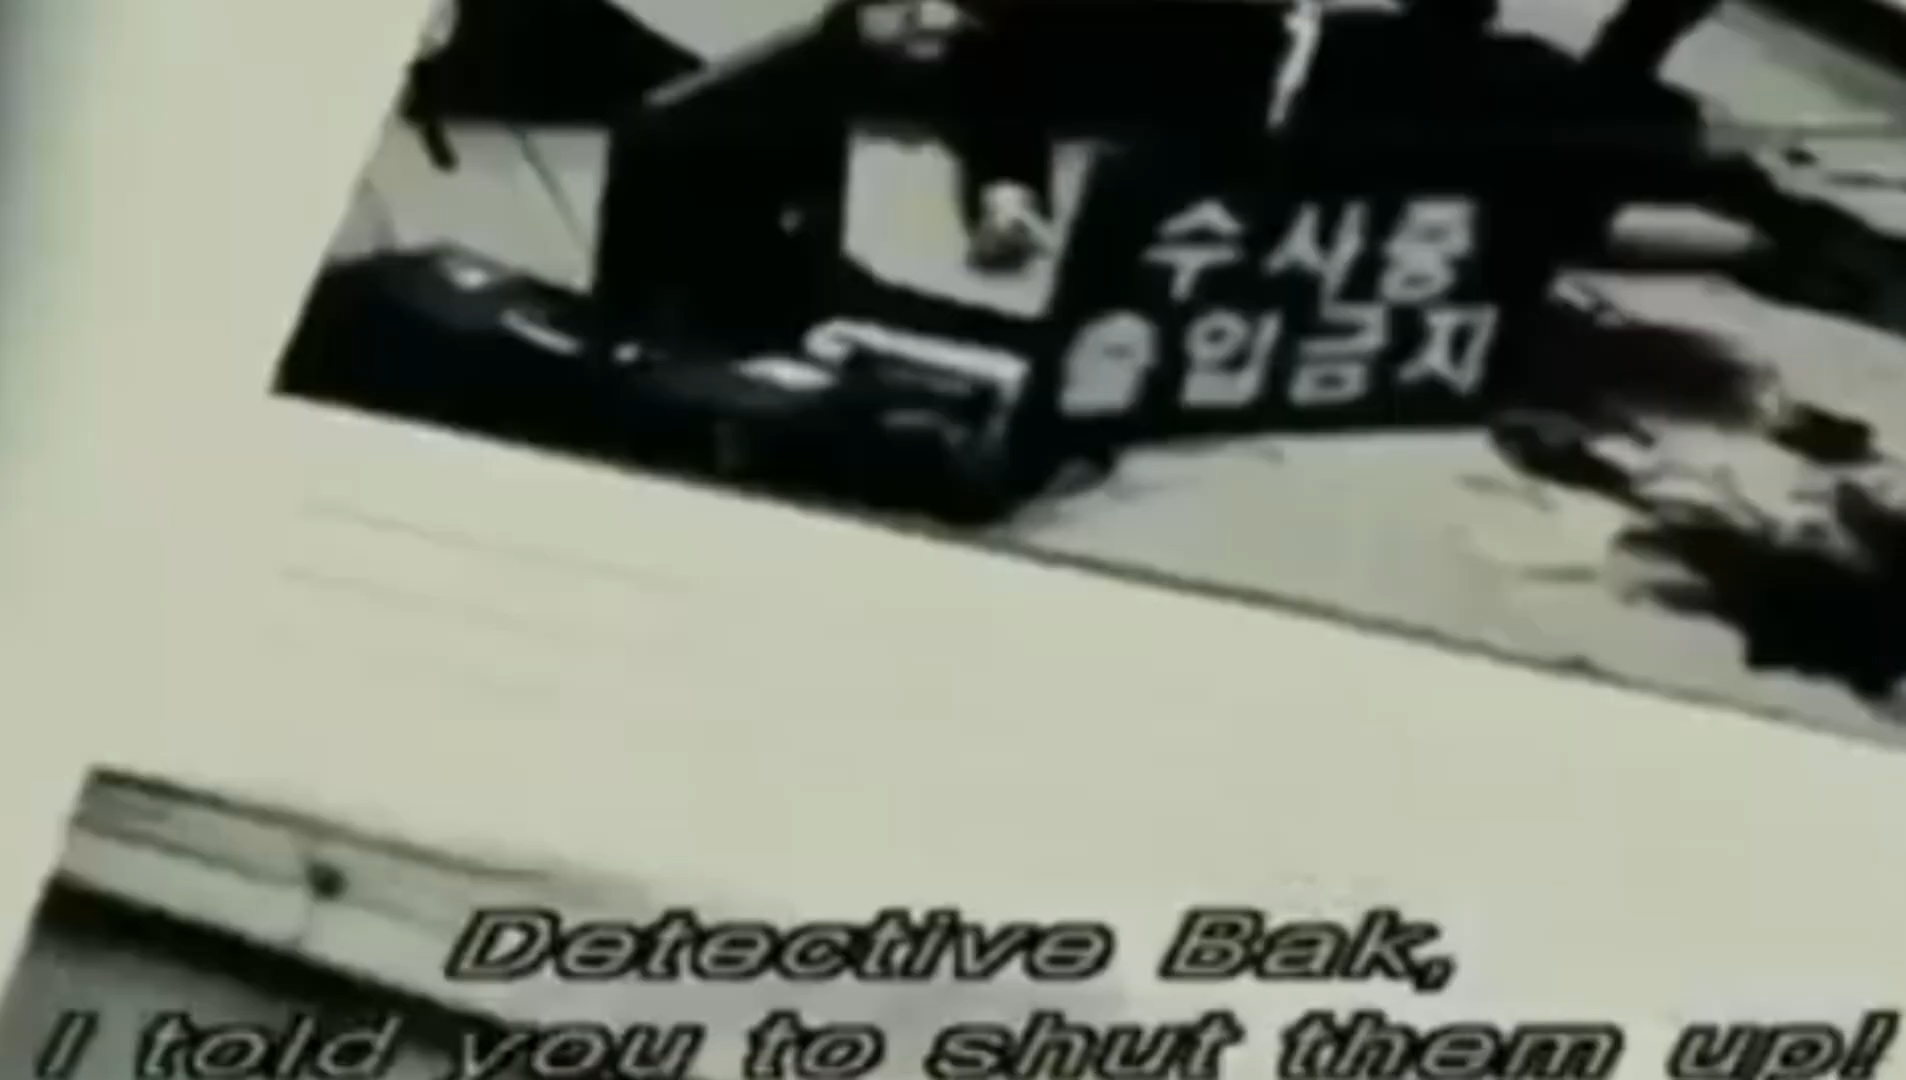 수사중
출입금지
Detective Bak,
I told you to shut them up!